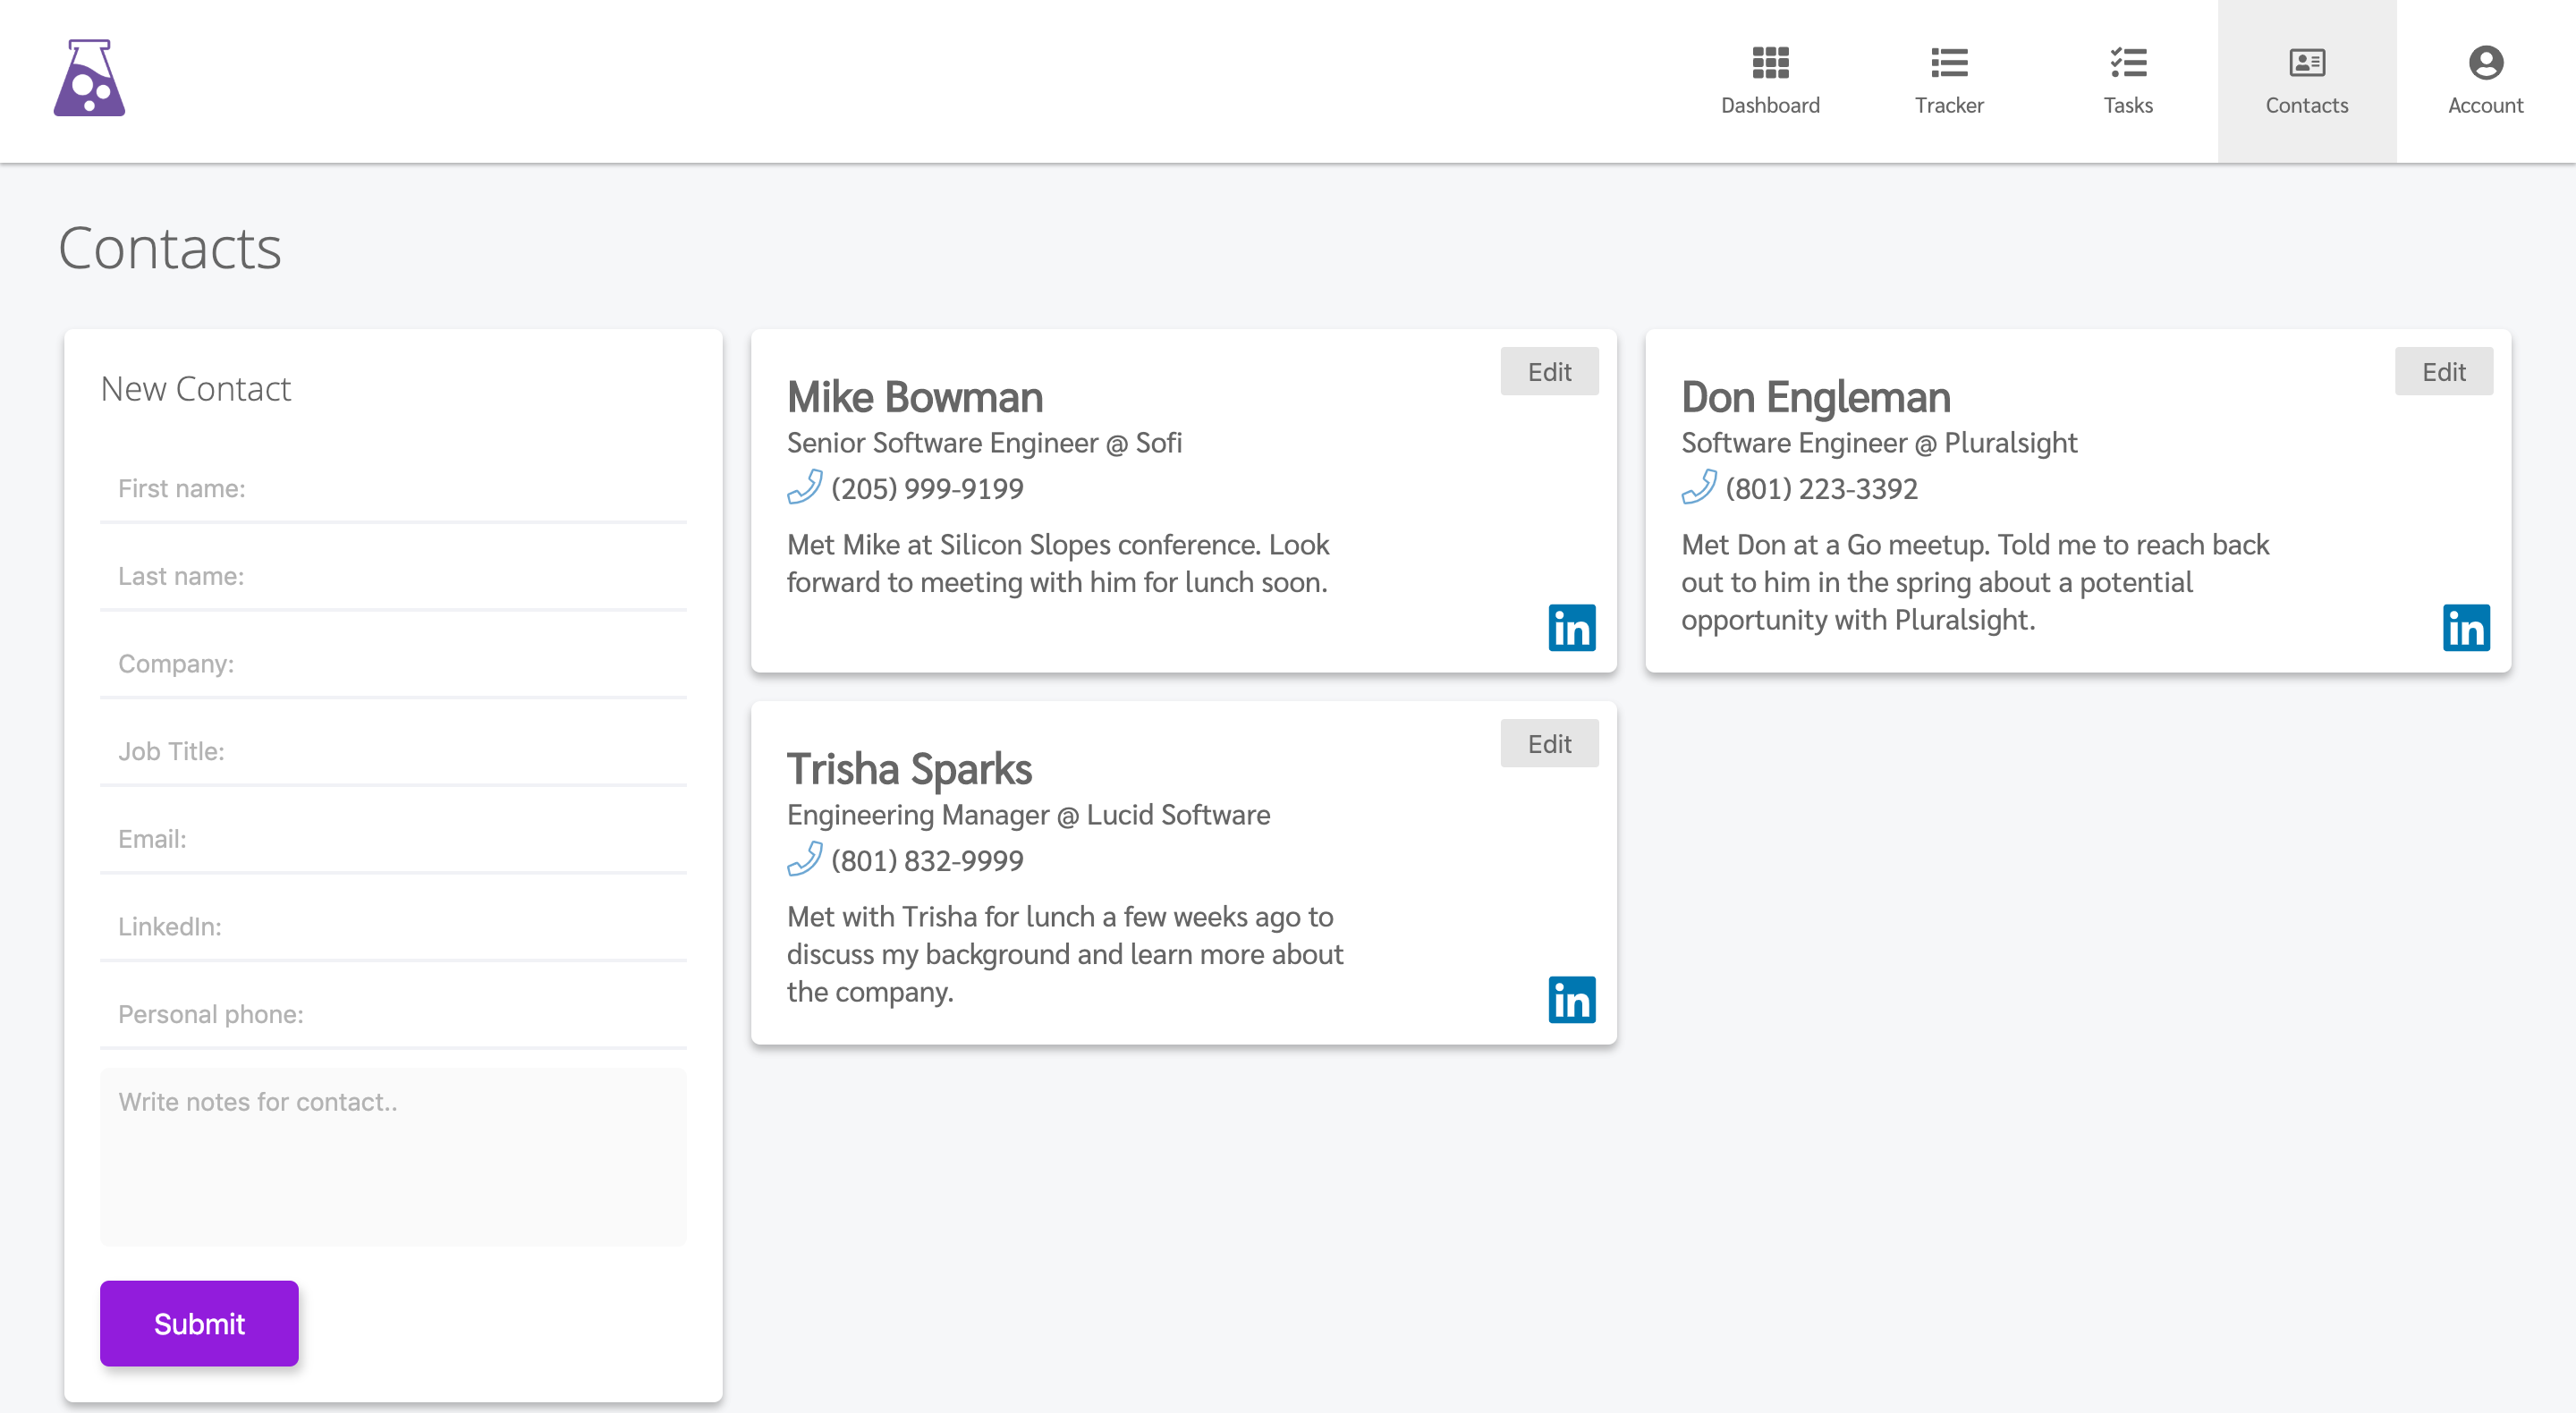 Dashboard
Tracker
Tasks
Contacts
Account
Contacts
New Contact
First name:
Last name:
Company:
Job Title:
Email:
LinkedIn:
Personal phone:
Write notes for contact..
Submit
Edit
Mike Bowman
Senior Software Engineer @ Sofi
(205) 999-9199
Met Mike at Silicon Slopes conference. Look
forward to meeting with him for lunch soon.
in
Edit
Don Engleman
Software Engineer @ Pluralsight
(801) 223-3392
Met Don at a Go meetup. Told me to reach back
out to him in the spring about a potential
opportunity with Pluralsight.
in
Edit
Trisha Sparks
Engineering Manager @ Lucid Software
(801) 832-9999
Met with Trisha for lunch a few weeks ago to
discuss my background and learn more about
the company.
in